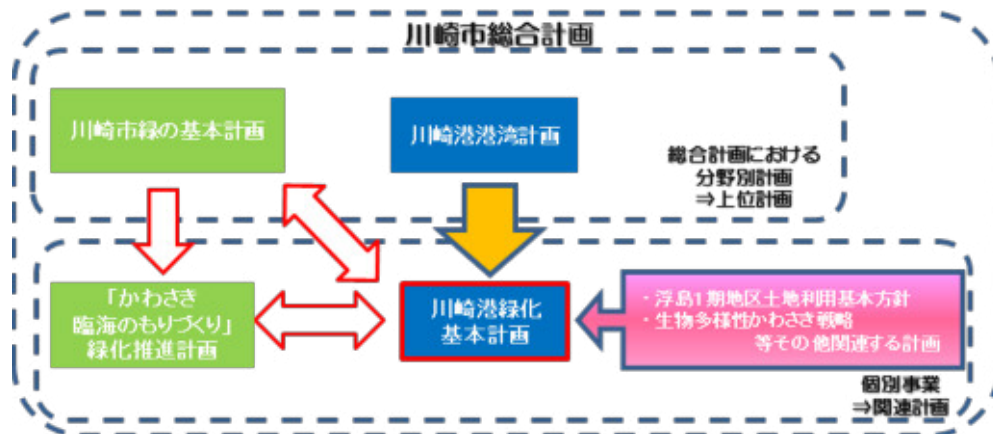 川崎市総合計画
川崎市緑の基本計画
川崎港港湾計画
総合計画における
分野別計画
⇒上位計画
「かわさき
臨海のもりづくり」
緑化推進計画
川崎港緑化
基本計画
・浮島1期地区土地利用基本方針
・生物多様性かわさき戦略
等その他関連する計画
個別事業
⇒関連計画